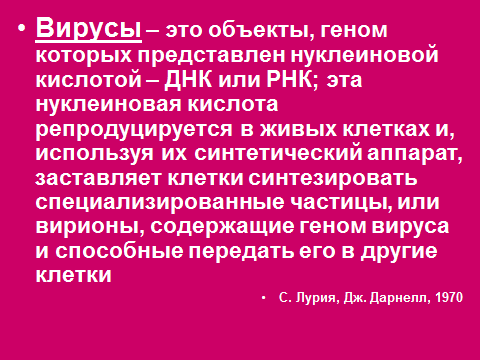 • Вирусы – это объекты, геном
которых представлен нуклеиновой
кислотой – ДНК или РНК; эта
нуклеиновая кислота
репродуцируется в живых клетках и,
используя их синтетический аппарат,
заставляет клетки синтезировать
специализированные частицы, или
вирионы, содержащие геном вируса
и способные передать его в другие
клетки
• С. Лурия, Дж. Дарнелл, 1970